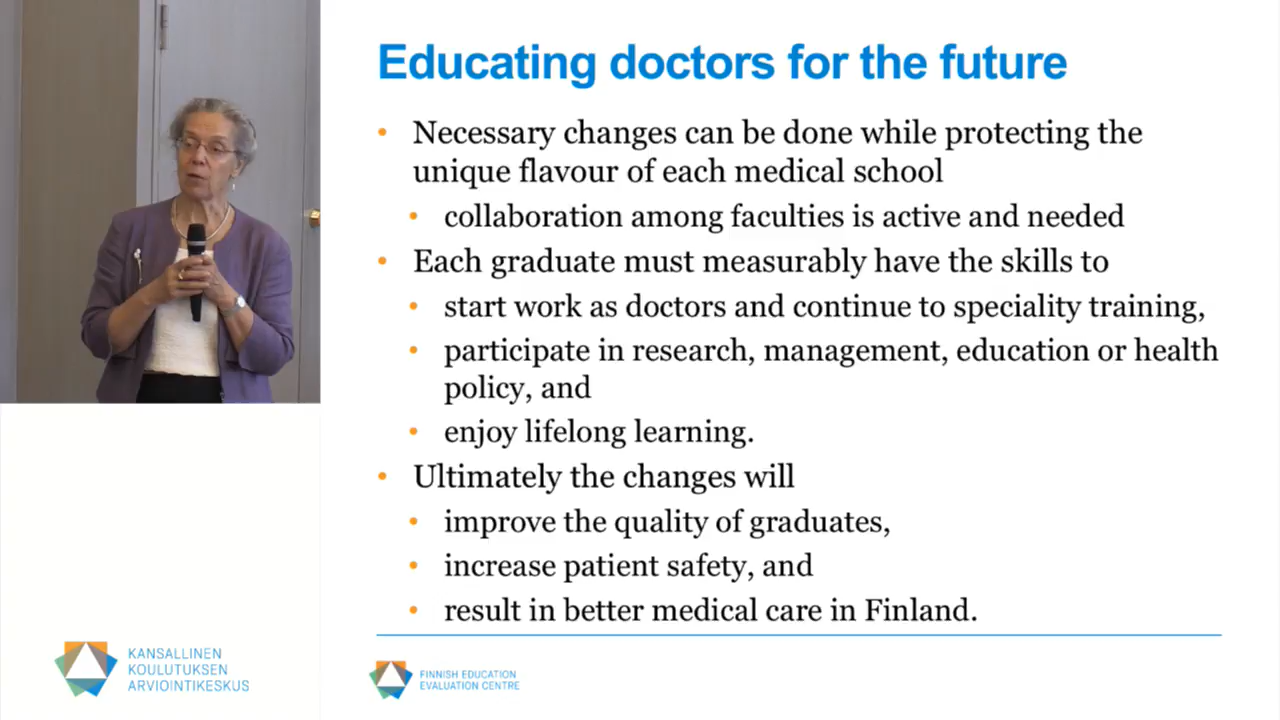 Educating doctors for the future
• Necessary changes can be done while protecting the
unique flavour of each medical school
• collaboration among faculties is active and needed
• Each graduate must measurably have the skills to
• start work as doctors and continue to speciality training,
• participate in research, management, education or health
policy, and
• enjoy lifelong learning.
• Ultimately the changes will
• improve the quality of graduates,
• increase patient safety, and
• result in better medical care in Finland.
KANSALLINEN
KOULUTUKSEN
ARVIOINTIKESKUS
FINNISH EDUCATION
EVALUATION CENTRE